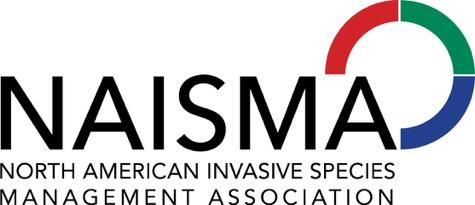 NAISMA
NORTH AMERICAN INVASIVE SPECIES
MANAGEMENT ASSOCIATION